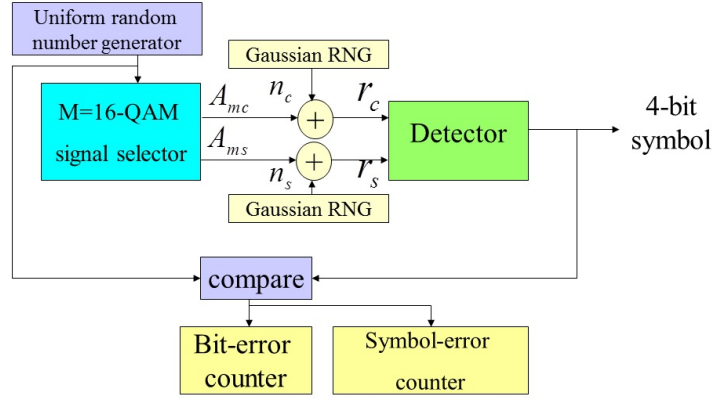 Uniform random
number generator
Gaussian RNG
M=16-QAM
signal selector
A_mc
n_c
r_c
+
A_ms
n_s
r_s
+
Gaussian RNG
Detector
4-bit
symbol
compare
Bit-error
counter
Symbol-error
counter